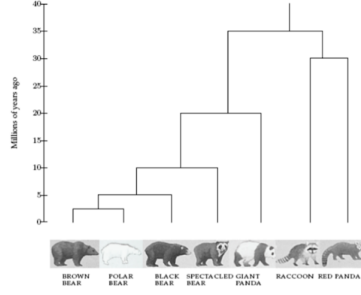 40
35
30
25
20
15
10
5
0
Millions of years ago
BROWN BEAR
POLAR BEAR
BLACK BEAR
SPECTACLED BEAR
GIANT PANDA
RACCOON
RED PANDA